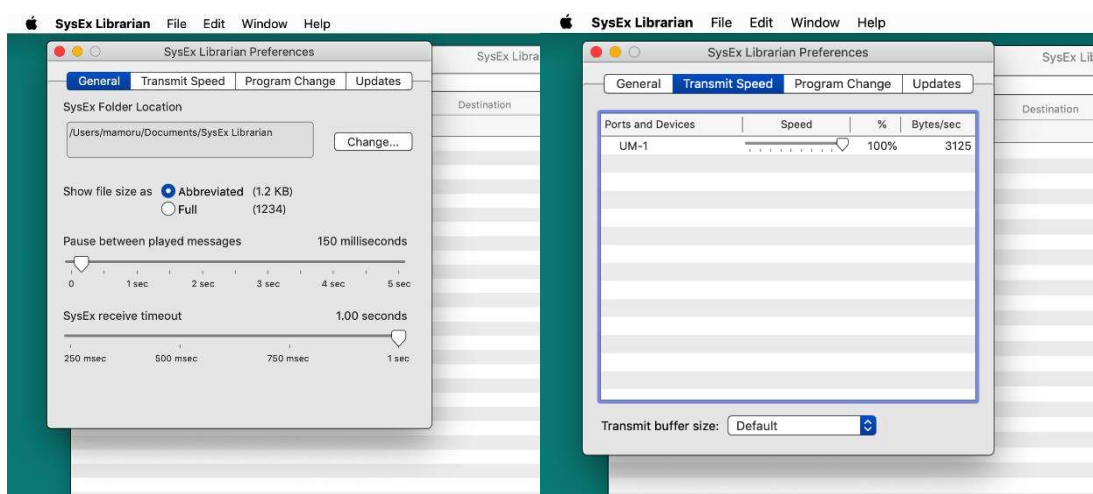 SysEx Librarian File Edit Window Help
SysEx Librarian Preferences
SysEx Libra
General Transmit Speed Program Change Updates
Destination
SysEx Folder Location
/Users/mamoru/Documents/SysEx Librarian
Change...
Show file size as Abbreviated (1.2 KB)
Full (1234)
Pause between played messages 150 milliseconds
0 1 sec 2 sec 3 sec 4 sec 5 sec
SysEx receive timeout 1.00 seconds
250 msec 500 msec 750 msec 1 sec
SysEx Librarian File Edit Window Help
SysEx Librarian Preferences
SysEx Lib
General Transmit Speed Program Change Updates
Destination
Ports and Devices Speed % Bytes/sec
UM-1 100% 3125
Transmit buffer size: Default